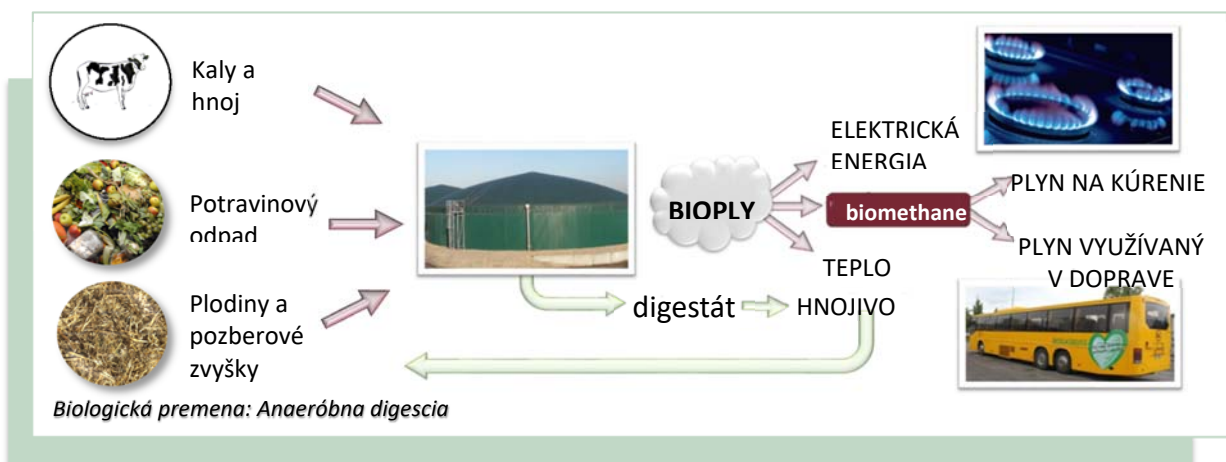 Kaly a
hnoj
Potravinový
odpad
Plodiny a
pozberové
zvyšky
BIOPLY
ELEKTRICKÁ
ENERGIA
biomethane
TEPLO
PLYN NA KÚRENIE
PLYN VYUŽÍVANÝ
V DOPRAVE
digestát
HNOJIVO
Biologická premena: Anaeróbna digescia